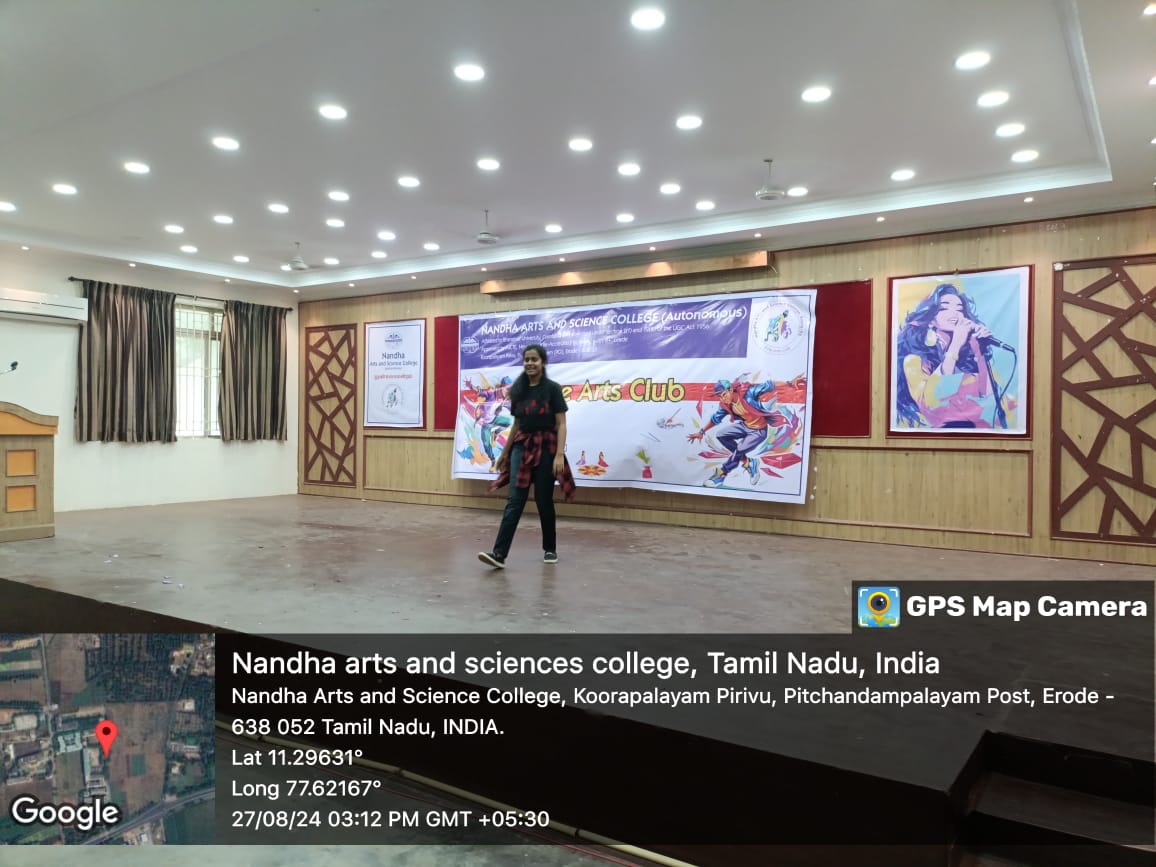 NANDHA ARTS AND SCIENCE COLLEGE (Autonomous)
Nandha
Arts and Science College
e Arts Club
GPS Map Camera
Nandha arts and sciences college, Tamil Nadu, India
Nandha Arts and Science College, Koorapalayam Pirivu, Pitchandampalayam Post, Erode -
638 052 Tamil Nadu, INDIA.
Lat 11.29631°
Long 77.62167°
27/08/24 03:12 PM GMT +05:30
Google